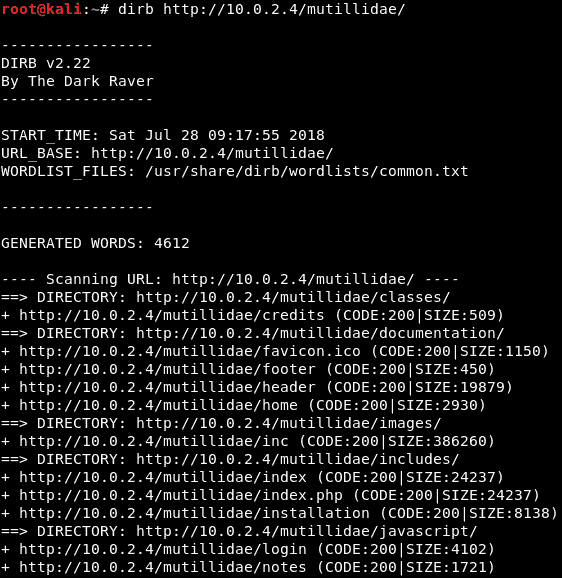 root@kali:~# dirb http://10.0.2.4/mutillidae/
-----------------
DIRB v2.22
By The Dark Raver
-----------------
START_TIME: Sat Jul 28 09:17:55 2018
URL_BASE: http://10.0.2.4/mutillidae/
WORDLIST_FILES: /usr/share/dirb/wordlists/common.txt
-----------------
GENERATED WORDS: 4612
---- Scanning URL: http://10.0.2.4/mutillidae/ ----
==> DIRECTORY: http://10.0.2.4/mutillidae/classes/
+ http://10.0.2.4/mutillidae/credits (CODE:200|SIZE:509)
==> DIRECTORY: http://10.0.2.4/mutillidae/documentation/
+ http://10.0.2.4/mutillidae/favicon.ico (CODE:200|SIZE:1150)
+ http://10.0.2.4/mutillidae/footer (CODE:200|SIZE:450)
+ http://10.0.2.4/mutillidae/header (CODE:200|SIZE:19879)
+ http://10.0.2.4/mutillidae/home (CODE:200|SIZE:2930)
==> DIRECTORY: http://10.0.2.4/mutillidae/images/
+ http://10.0.2.4/mutillidae/inc (CODE:200|SIZE:386260)
==> DIRECTORY: http://10.0.2.4/mutillidae/includes/
+ http://10.0.2.4/mutillidae/index (CODE:200|SIZE:24237)
+ http://10.0.2.4/mutillidae/index.php (CODE:200|SIZE:24237)
+ http://10.0.2.4/mutillidae/installation (CODE:200|SIZE:8138)
==> DIRECTORY: http://10.0.2.4/mutillidae/javascript/
+ http://10.0.2.4/mutillidae/login (CODE:200|SIZE:4102)
+ http://10.0.2.4/mutillidae/notes (CODE:200|SIZE:1721)